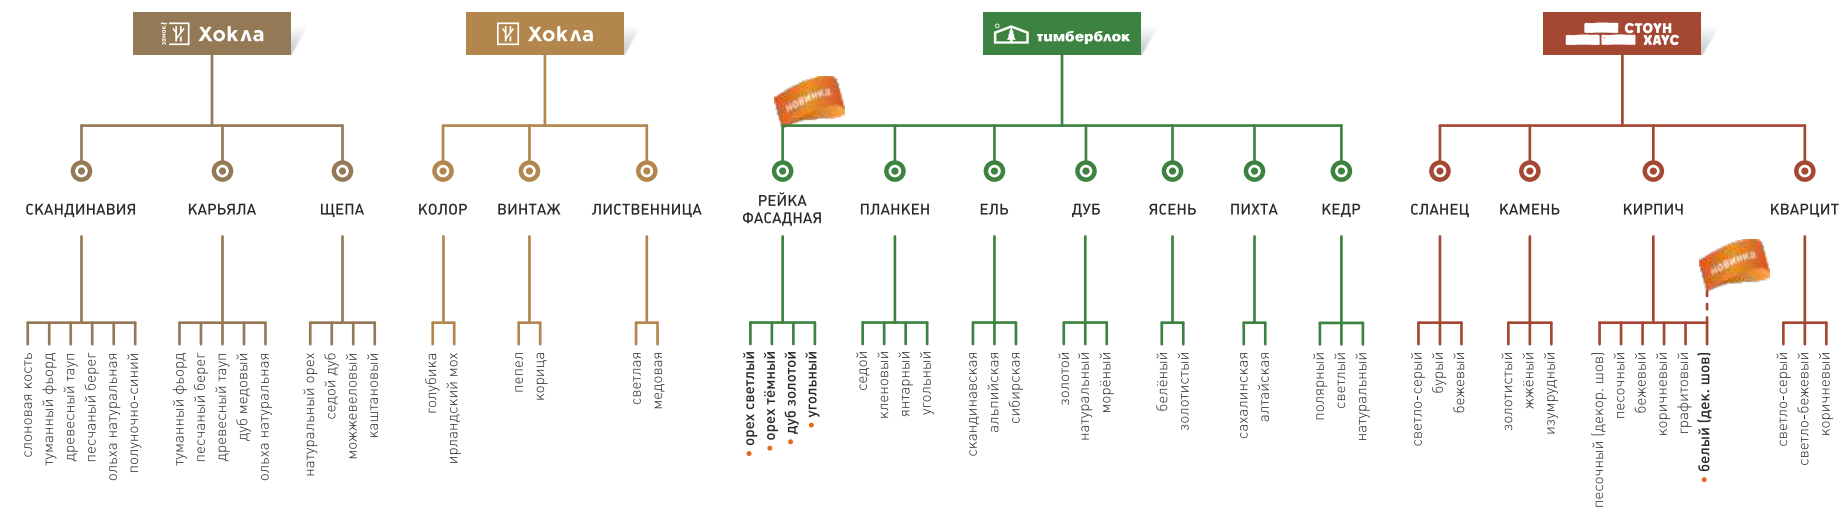 замок² Хокла
Хокла
тимберблок
СТОУН
ХАУС
новинка
СКАНДИНАВИЯ
КАРЬЯЛА
ЩЕПА
КОЛОР
ВИНТАЖ
ЛИСТВЕННИЦА
РЕЙКА
ФАСАДНАЯ
ПЛАНКЕН
ЕЛЬ
ДУБ
ЯСЕНЬ
ПИХТА
КЕДР
СЛАНЕЦ
КАМЕНЬ
КИРПИЧ
КВАРЦИТ
новинка
слоновая кость
туманный фьорд
древесный тауп
песчаный берег
ольха натуральная
полуночно-синий
туманный фьорд
песчаный берег
древесный тауп
дуб медовый
ольха натуральная
натуральный орех
седой дуб
можжевеловый
каштановый
голубика
ирландский мох
пепел
корица
светлая
медовая
• орех светлый
• орех тёмный
• дуб золотой
• угольный
седой
кленовый
янтарный
угольный
скандинавская
альпийская
сибирская
золотой
натуральный
морёный
белёный
золотистый
сахалинская
алтайская
полярный
светлый
натуральный
светло-серый
бурый
бежевый
золотистый
жжёный
изумрудный
песочный (декор. шов)
песочный
бежевый
коричневый
графитовый
• белый (дек. шов)
светло-серый
светло-бежевый
коричневый